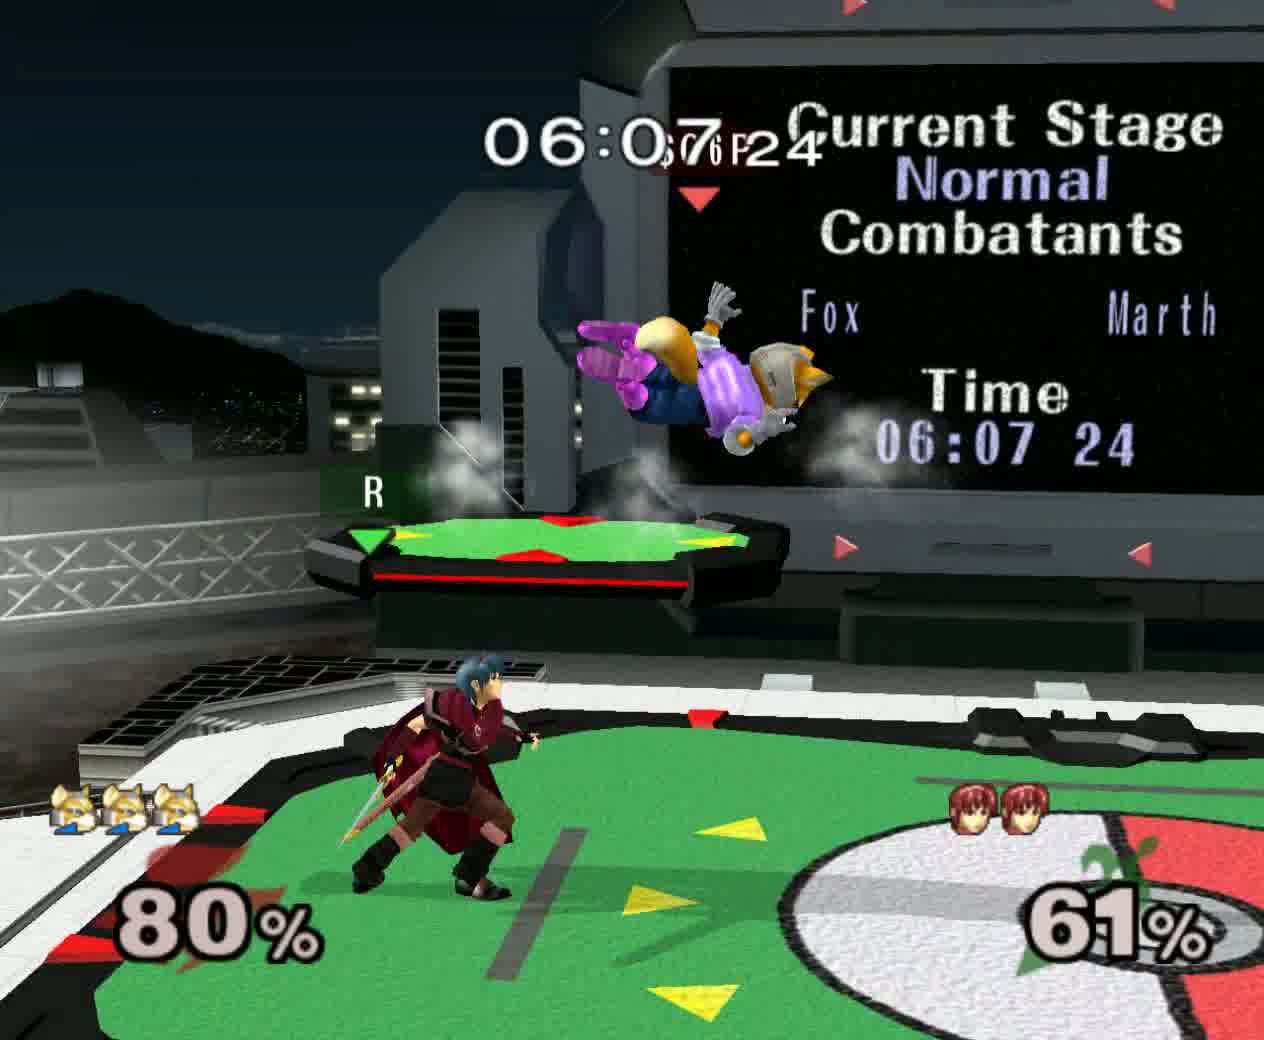 Current Stage
06:07 24
Normal
Combatants
Fox Marth
Time
06:07 24
R
80%
61%